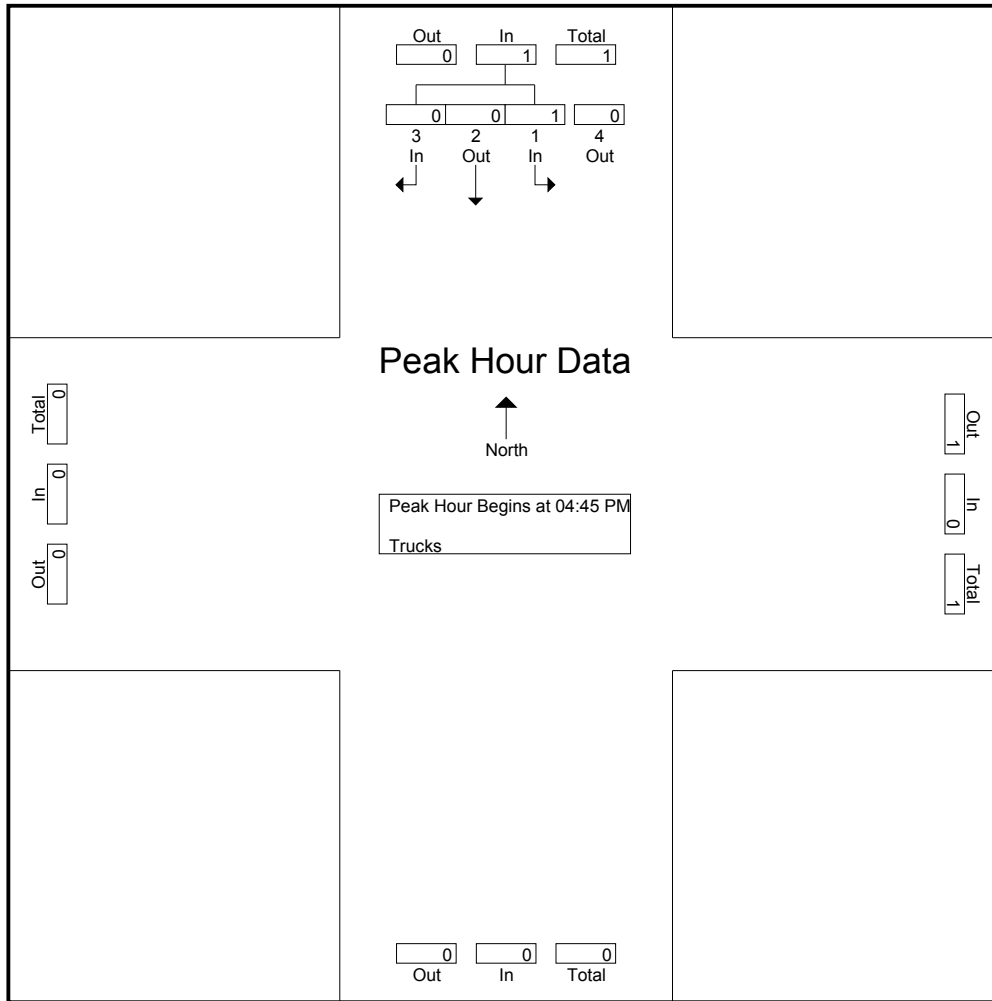 Out In Total
0 1 1
0 0 1 0
3 2 1 4
In Out In Out
Peak Hour Data
North
Peak Hour Begins at 04:45 PM
Trucks
Total 0
In 0
Out 0
Out 1
In 0
Total 1
0 0 0
Out In Total